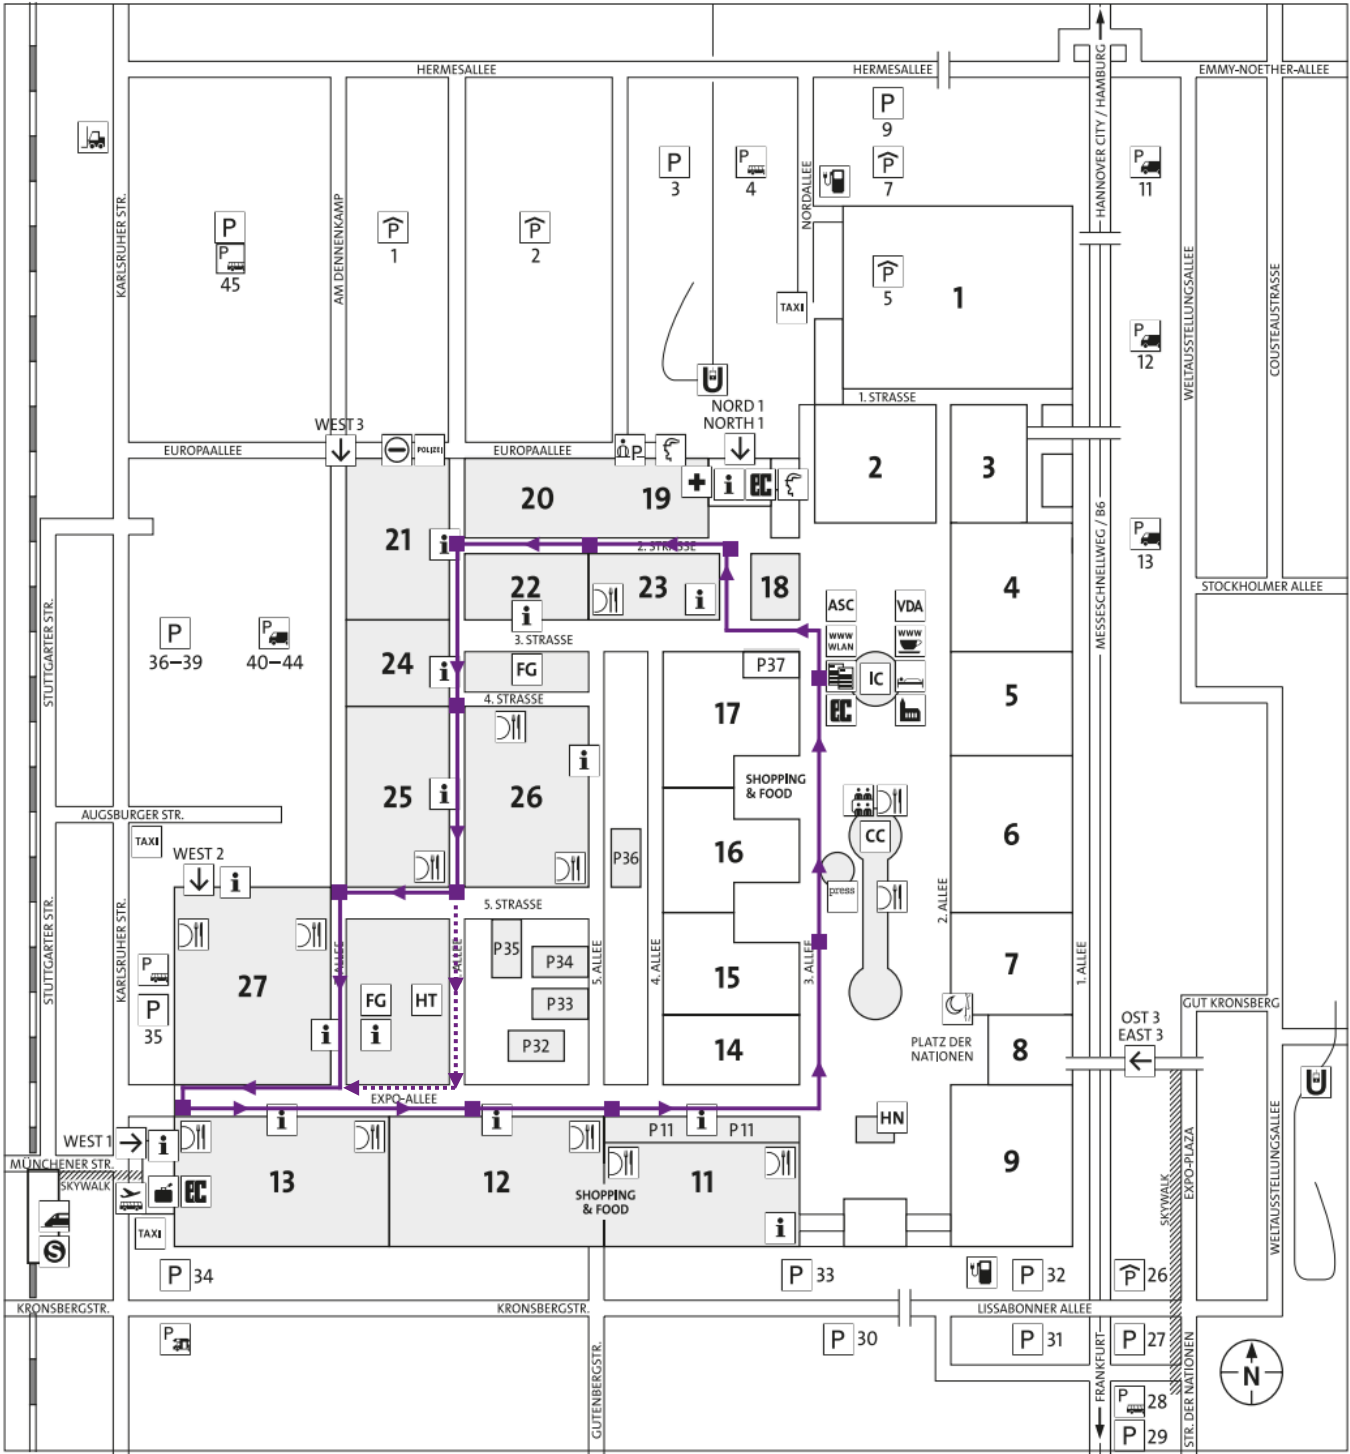 HERMESALLEE
HERMESALLEE
EMMY-NOETHER-ALLEE
HANNOVER CITY / HAMBURG
P
9
P
3
P
4
P
7
P
11
KARLSRUHER STR.
AM DENNENKAMP
NORDALLEE
P
P
45
P
1
P
2
P
5
1
TAXI
WELTAUSSTELLUNGSALLEE
COUSTEAUSTRASSE
P
12
U
1. STRASSE
NORD 1
NORTH 1
WEST 3
EUROPAALLEE
POLIZEI
EUROPAALLEE
P
2
3
20
19
i
EC
21
i
2. STRASSE
MESSESCHNELLWEG / B6
P
13
22
i
23
i
18
4
STOCKHOLMER ALLEE
ASC
VDA
WWW
WLAN
WWW
3. STRASSE
STUTTGARTER STR.
P
36–39
P
40–44
24
i
FG
P37
IC
5
4. STRASSE
EC
17
25
i
26
i
SHOPPING
& FOOD
AUGSBURGER STR.
TAXI
CC
6
WEST 2
i
P36
16
press
5. STRASSE
2. ALLEE
STUTTGARTER STR.
KARLSRUHER STR.
P
P
35
27
i
ALLEE
FG
i
HT
ALLEE
P35
P34
P33
P32
5. ALLEE
4. ALLEE
15
3. ALLEE
7
1. ALLEE
GUT KRONSBERG
OST 3
EAST 3
PLATZ DER
NATIONEN
14
8
U
EXPO-ALLEE
i
i
i
P11
P11
HN
WEST 1
i
MÜNCHENER STR.
SKYWALK
EC
13
12
11
9
SHOPPING
& FOOD
i
TAXI
S
SKYWALK
EXPO-PLAZA
WELTAUSSTELLUNGSALLEE
P 34
P 33
P 32
P 26
KRONSBERGSTR.
KRONSBERGSTR.
LISSABONNER ALLEE
P
P 30
P 31
P 27
GUTENBERGSTR.
FRANKFURT
STR. DER NATIONEN
N
P 28
P 29